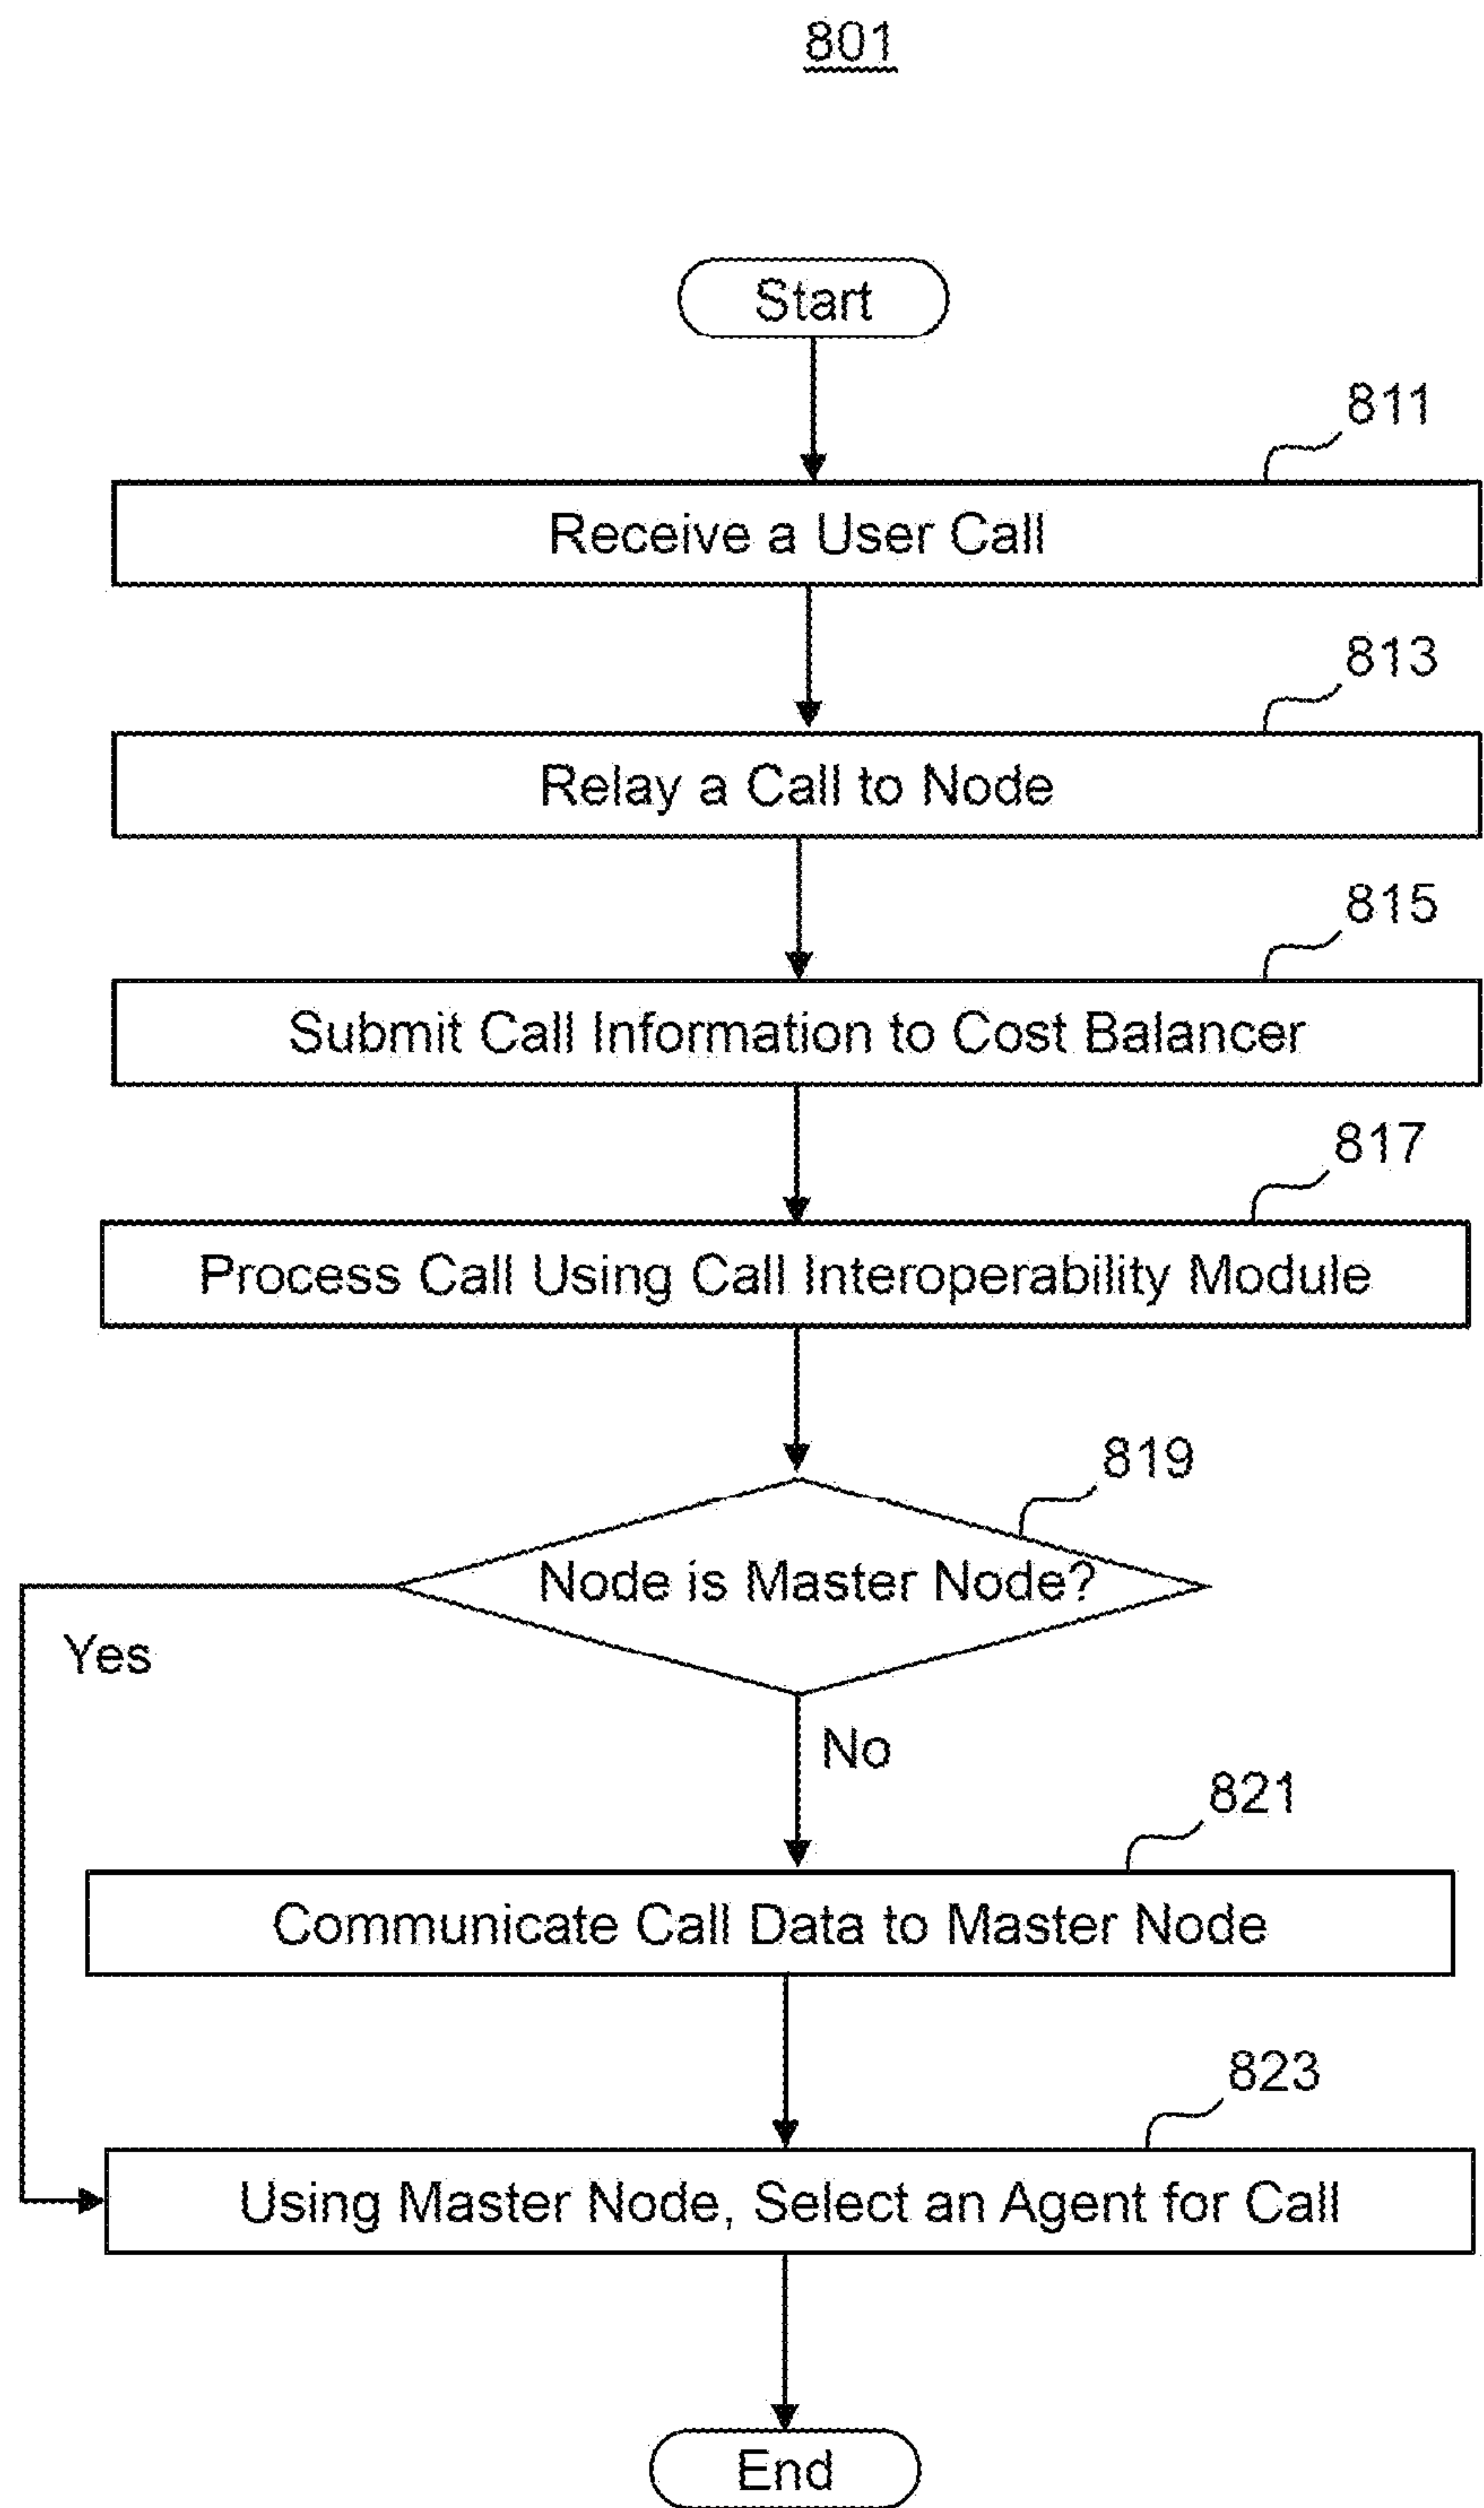 801
Start
811
Receive a User Call
813
Relay a Call to Node
815
Submit Call Information to Cost Balancer
817
Process Call Using Call Interoperability Module
819
Node is Master Node?
Yes
No
821
Communicate Call Data to Master Node
823
Using Master Node, Select an Agent for Call
End